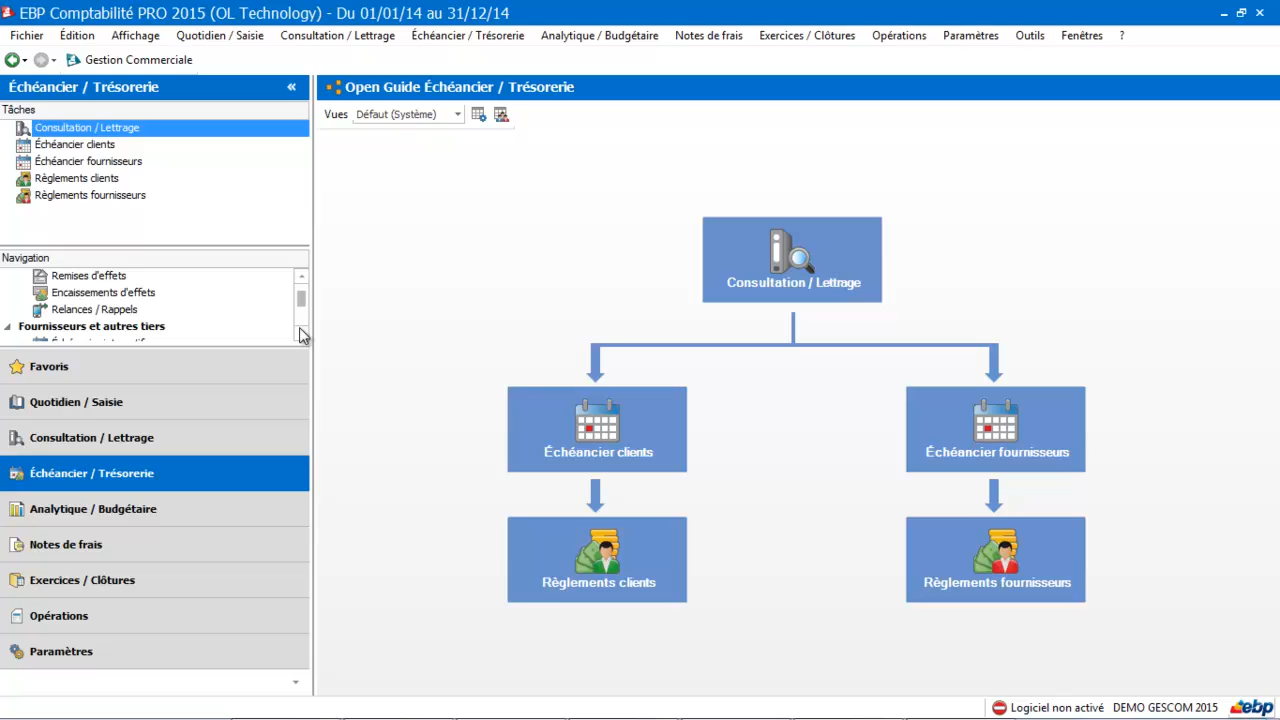 EBP Comptabilité PRO 2015 (OL Technology) - Du 01/01/14 au 31/12/14
Fichier Édition Affichage Quotidien / Saisie Consultation / Lettrage Échéancier / Trésorerie Analytique / Budgétaire Notes de frais Exercices / Clôtures Opérations Paramètres Outils Fenêtres ?
Gestion Commerciale
Échéancier / Trésorerie «
Tâches
Consultation / Lettrage
Échéancier clients
Échéancier fournisseurs
Règlements clients
Règlements fournisseurs
Navigation
Remises d'effets
Encaissements d'effets
Relances / Rappels
Fournisseurs et autres tiers
Favoris
Quotidien / Saisie
Consultation / Lettrage
Échéancier / Trésorerie
Analytique / Budgétaire
Notes de frais
Exercices / Clôtures
Opérations
Paramètres
Open Guide Échéancier / Trésorerie
Vues Défaut (Système)
Consultation / Lettrage
Échéancier clients Échéancier fournisseurs
Règlements clients Règlements fournisseurs
Logiciel non activé DEMO GESCOM 2015 ebp